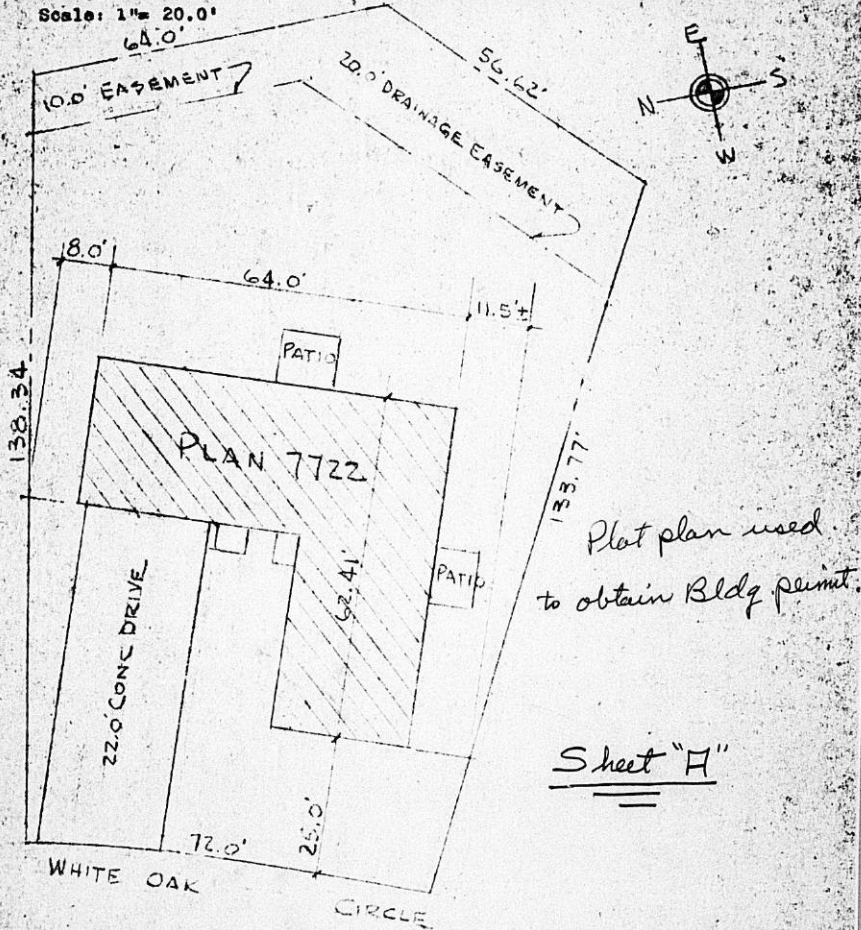 Scale: 1"= 20.0'
64.0'
56.62'
10.0' EASEMENT
20.0' DRAINAGE EASEMENT
E
N
S
W
8.0'
64.0'
11.5'±
PATIO
138.34
PLAN 7722
133.77'
62.41'
PATIO
Plot plan used
to obtain Bldg. permit.
22.0' CONC DRIVE
Sheet "A"
72.0'
25.0'
WHITE OAK
CIRCLE